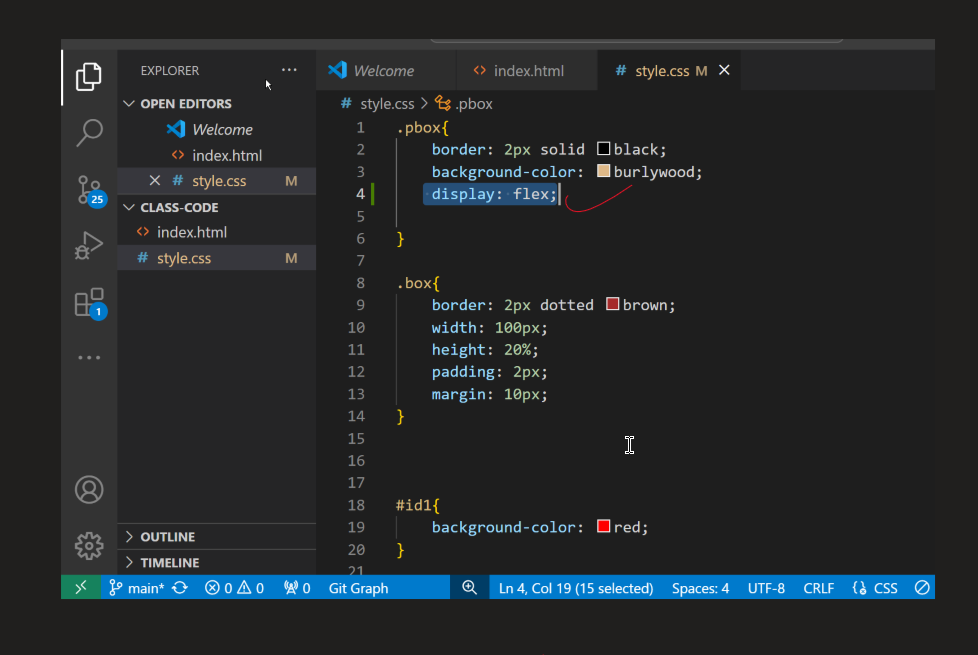 EXPLORER
OPEN EDITORS
Welcome
index.html
style.css M
CLASS-CODE
index.html
style.css M
OUTLINE
TIMELINE
25
1
Welcome
index.html
style.css M
style.css > .pbox
1 .pbox{
2 border: 2px solid black;
3 background-color: burlywood;
4 display: flex;
5
6 }
7
8 .box{
9 border: 2px dotted brown;
10 width: 100px;
11 height: 20%;
12 padding: 2px;
13 margin: 10px;
14 }
15
16
17
18 #id1{
19 background-color: red;
20 }
21
main* 0 0 0 Git Graph Ln 4, Col 19 (15 selected) Spaces: 4 UTF-8 CRLF CSS